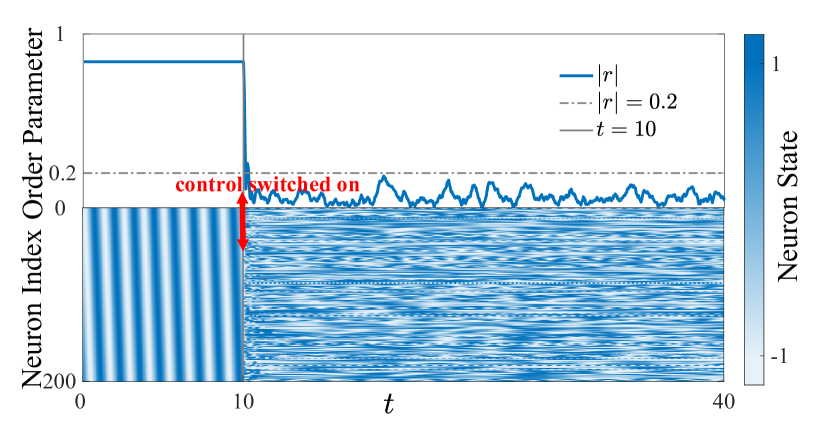 1
Order Parameter
|r|
|r| = 0.2
t = 10
0.2
control switched on
0
Neuron Index
200
0
10
t
40
1
Neuron State
-1